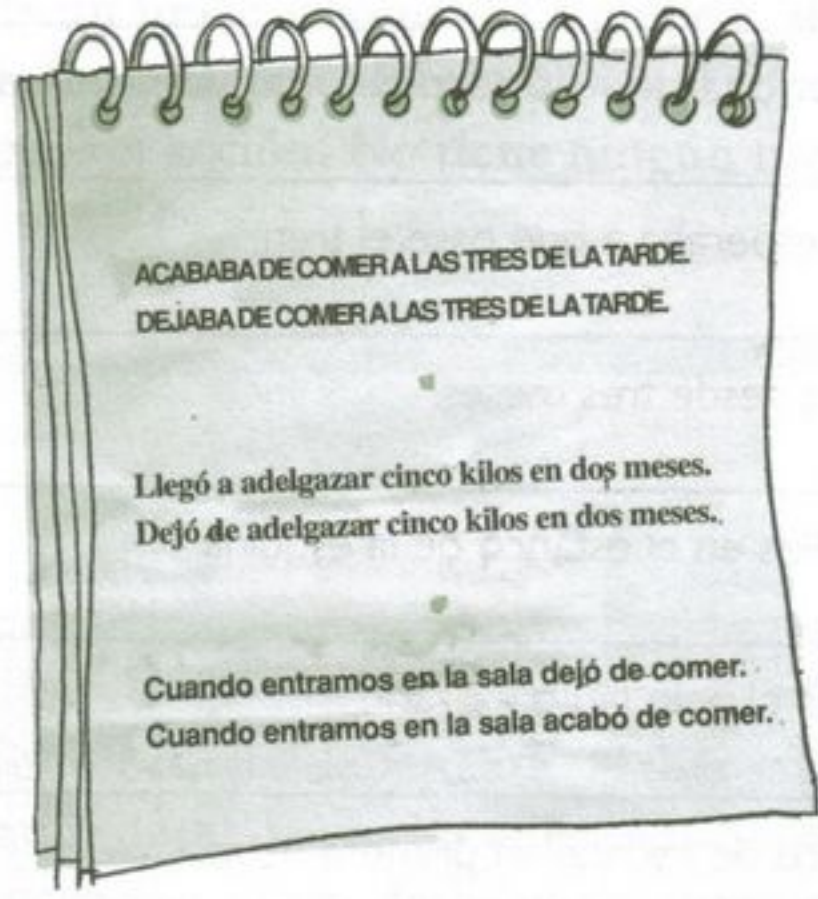 ACABABA DE COMER A LAS TRES DE LA TARDE.
DEJABA DE COMER A LAS TRES DE LA TARDE.
Llegó a adelgazar cinco kilos en dos meses.
Dejó de adelgazar cinco kilos en dos meses.
Cuando entramos en la sala dejó de comer.
Cuando entramos en la sala acabó de comer.